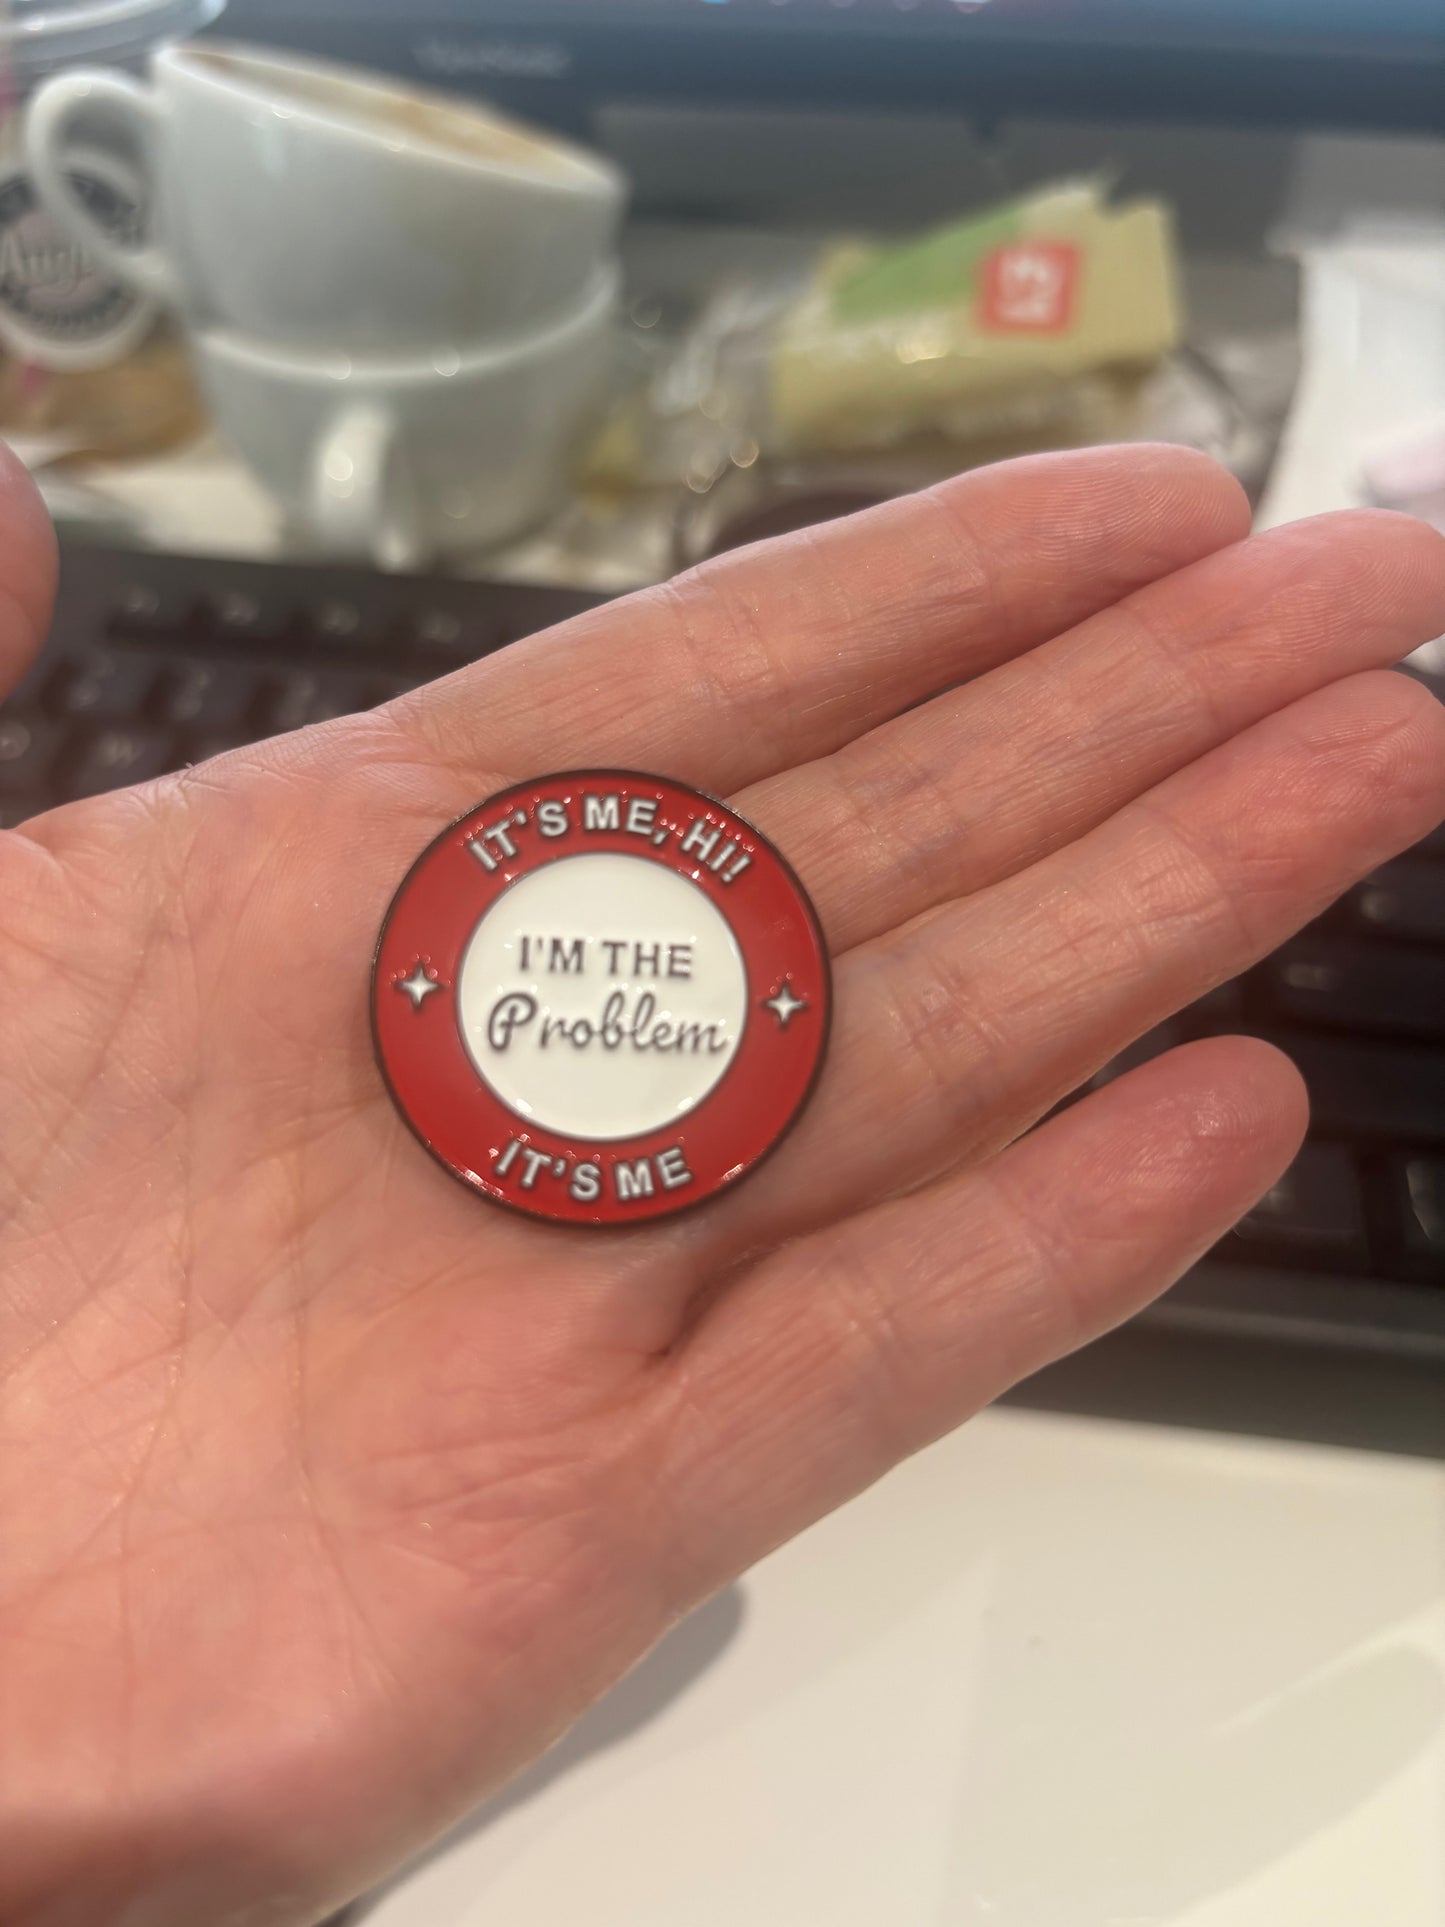 IT'S ME, HI!
I'M THE
Problem
IT'S ME